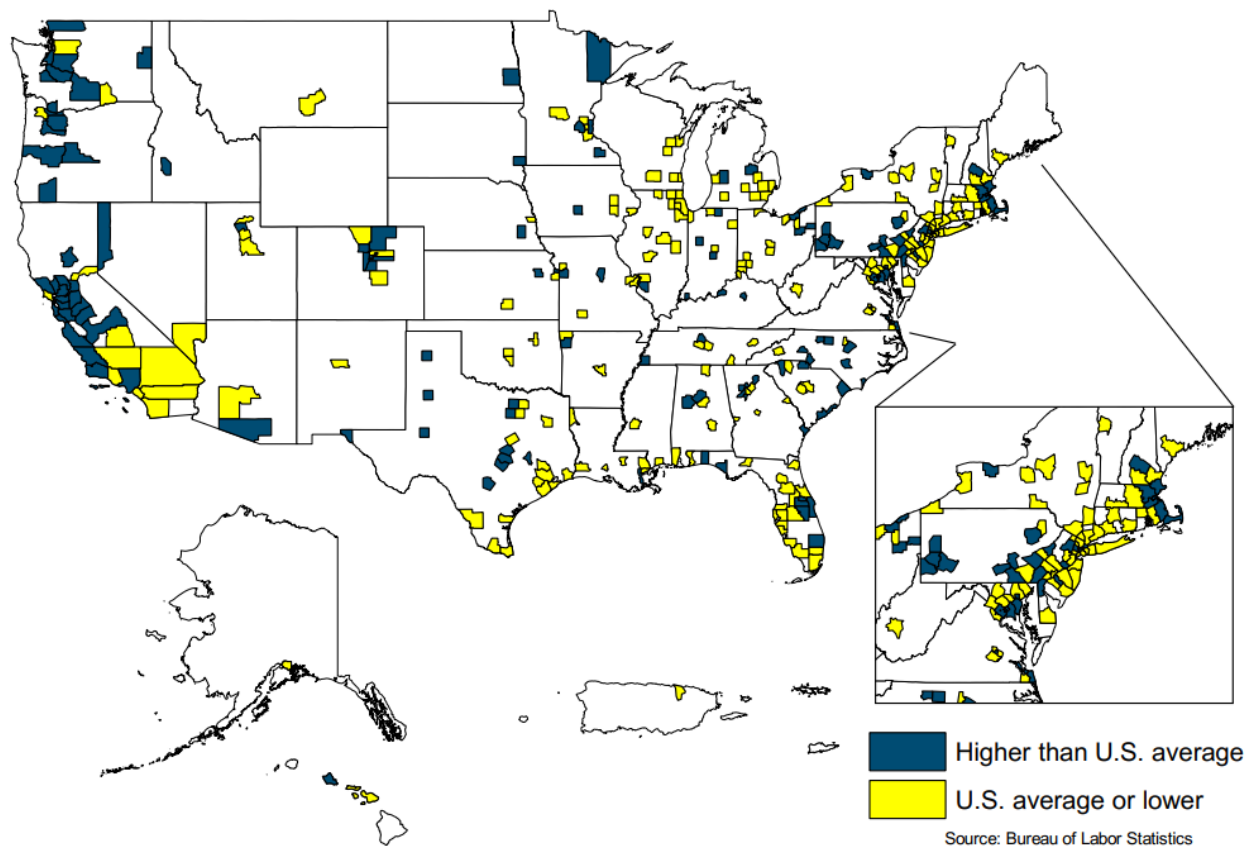 Higher than U.S. average
U.S. average or lower
Source: Bureau of Labor Statistics